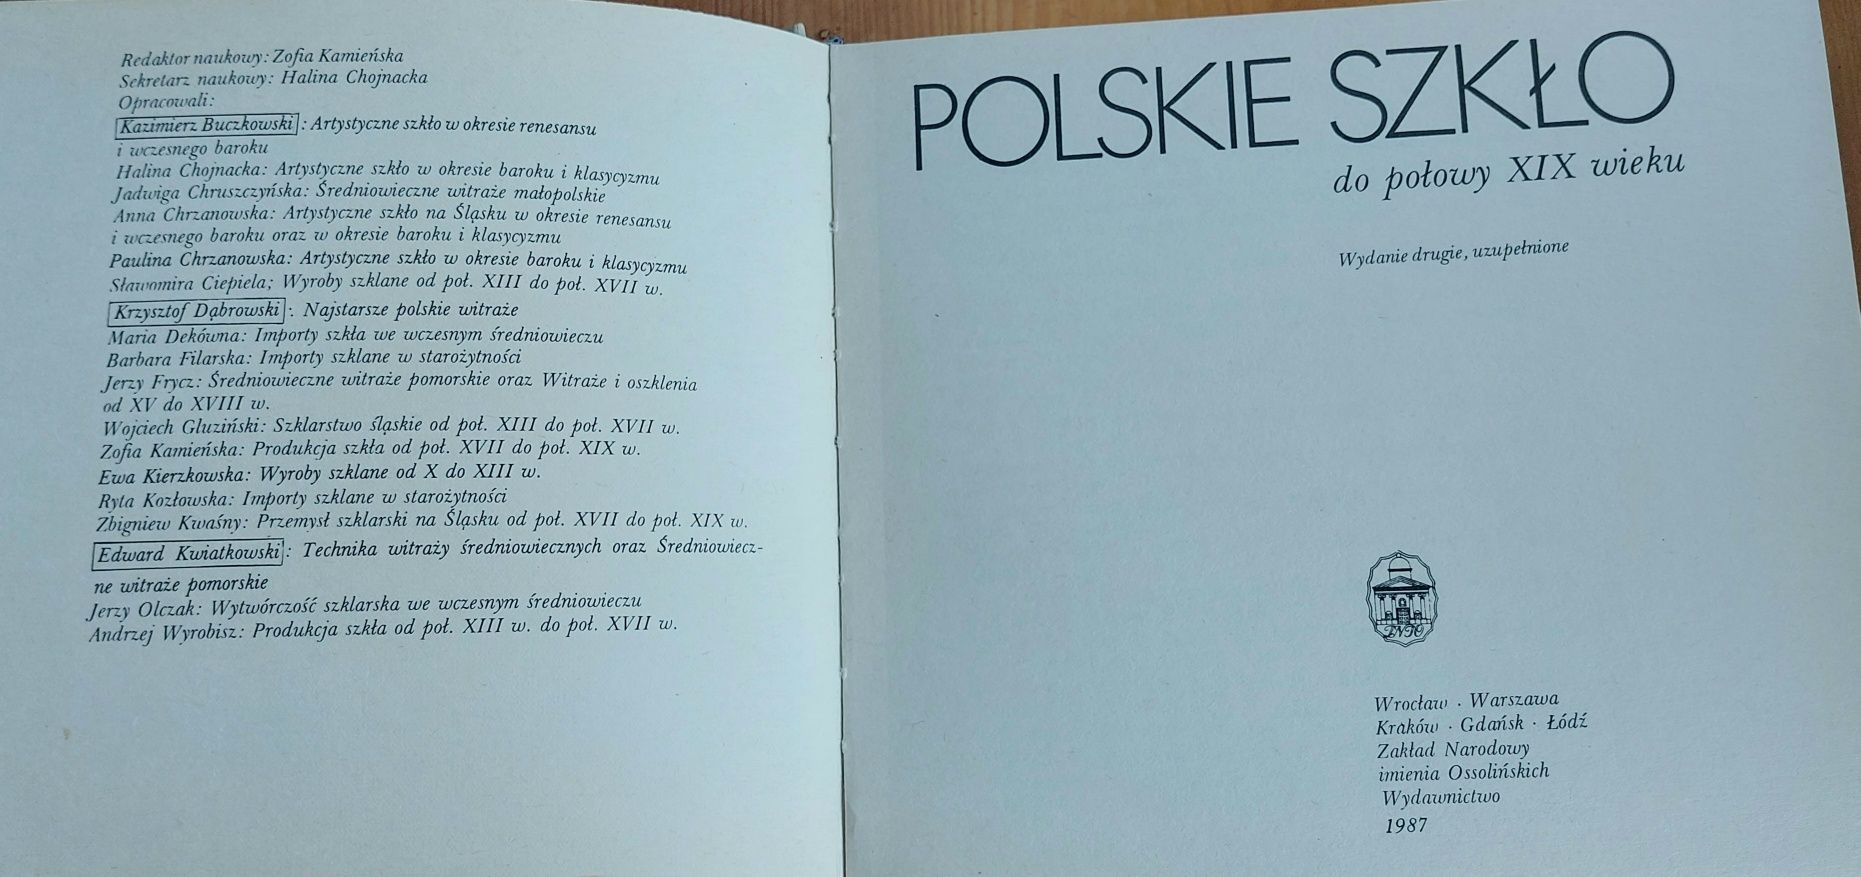 Redaktor naukowy: Zofia Kamieńska
Sekretarz naukowy: Halina Chojnacka
Opracowali:
Kazimierz Buczkowski: Artystyczne szkło w okresie renesansu
i wczesnego baroku
Halina Chojnacka: Artystyczne szkło w okresie baroku i klasycyzmu
Jadwiga Chruszczyńska: Średniowieczne witraże małopolskie
Anna Chrzanowska: Artystyczne szkło na Śląsku w okresie renesansu
i wczesnego baroku oraz w okresie baroku i klasycyzmu
Paulina Chrzanowska: Artystyczne szkło w okresie baroku i klasycyzmu
Sławomira Ciepiela; Wyroby szklane od poł. XIII do poł. XVII w.
Krzysztof Dąbrowski: Najstarsze polskie witraże
Maria Dekówna: Importy szkła we wczesnym średniowieczu
Barbara Filarska: Importy szklane w starożytności
Jerzy Frycz: Średniowieczne witraże pomorskie oraz Witraże i oszklenia
od XV do XVIII w.
Wojciech Gluziński: Szklarstwo śląskie od poł. XIII do poł. XVII w.
Zofia Kamieńska: Produkcja szkła od poł. XVII do poł. XIX w.
Ewa Kierzkowska: Wyroby szklane od X do XIII w.
Ryta Kozłowska: Importy szklane w starożytności
Zbigniew Kwaśny: Przemysł szklarski na Śląsku od poł. XVII do poł. XIX w.
Edward Kwiatkowski: Technika witraży średniowiecznych oraz Średniowiecz-
ne witraże pomorskie
Jerzy Olczak: Wytwórczość szklarska we wczesnym średniowieczu
Andrzej Wyrobisz: Produkcja szkła od poł. XIII w. do poł. XVII w.
POLSKIE SZKŁO
do połowy XIX wieku
Wydanie drugie, uzupełnione
Wrocław · Warszawa
Kraków · Gdańsk · Łódź
Zakład Narodowy
imienia Ossolińskich
Wydawnictwo
1987